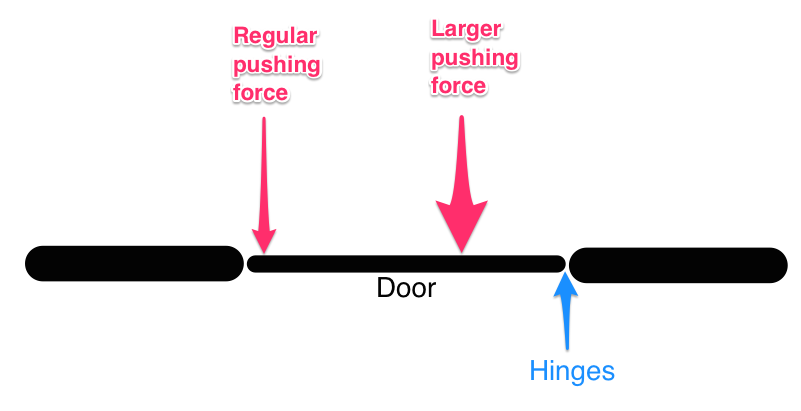 Regular
pushing
force
Larger
pushing
force
Door
Hinges